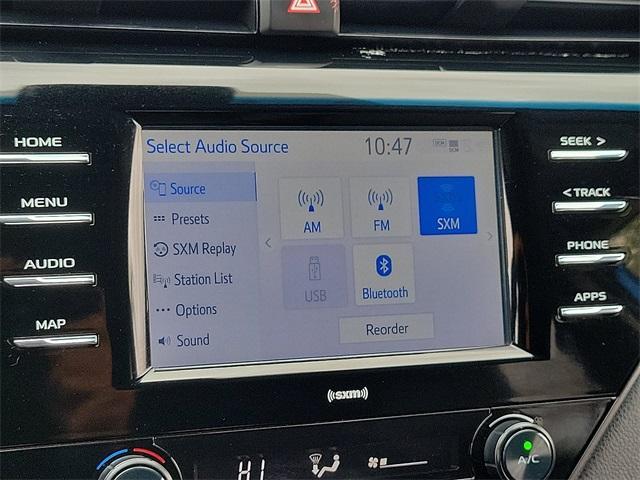 HOME
MENU
AUDIO
MAP
Select Audio Source 10:47
Source
Presets
SXM Replay
Station List
Options
Sound
AM
FM
SXM
USB
Bluetooth
Reorder
SEEK >
< TRACK
PHONE
APPS
((sxm))
HI
A/C